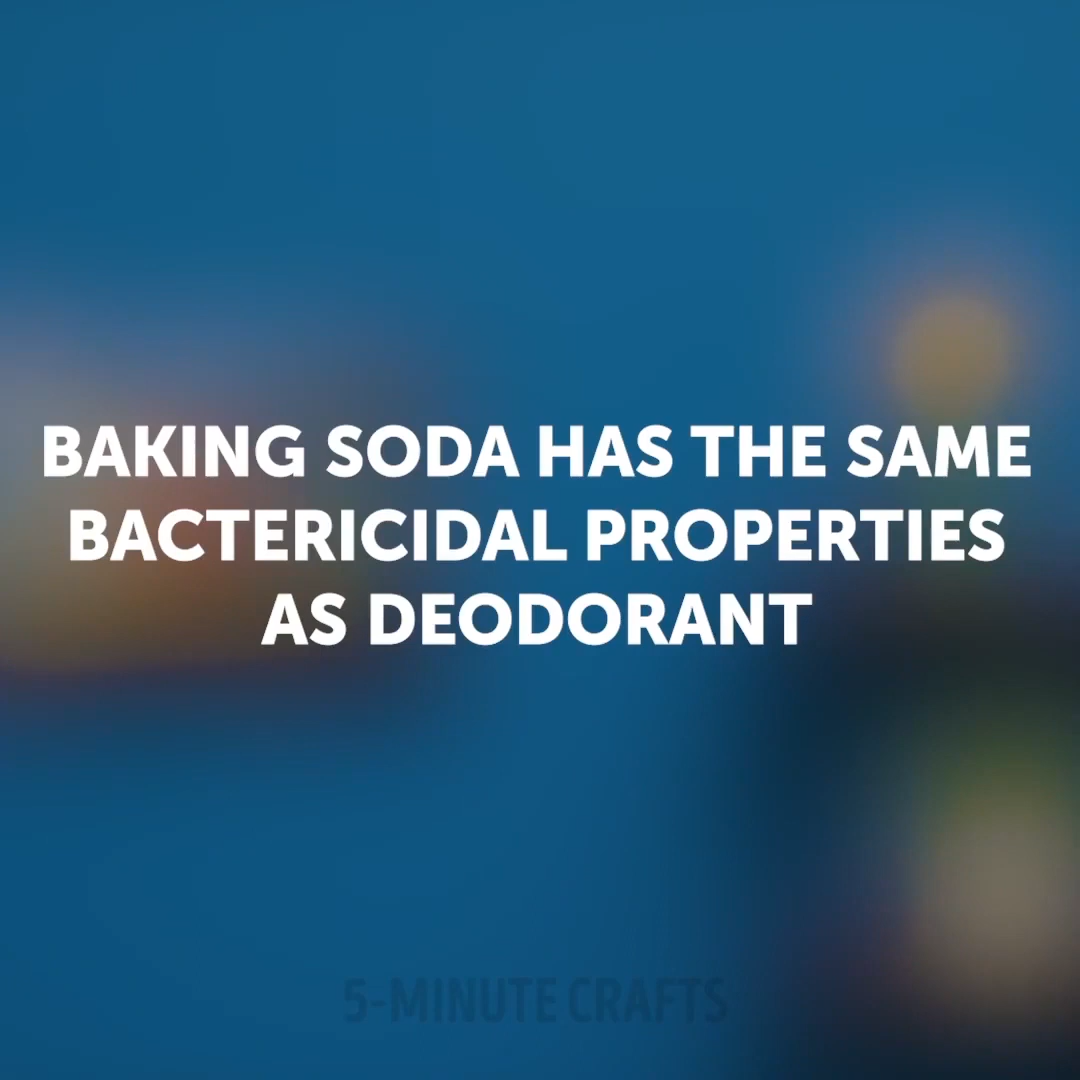 BAKING SODA HAS THE SAME
BACTERICIDAL PROPERTIES
AS DEODORANT
5-MINUTE CRAFTS